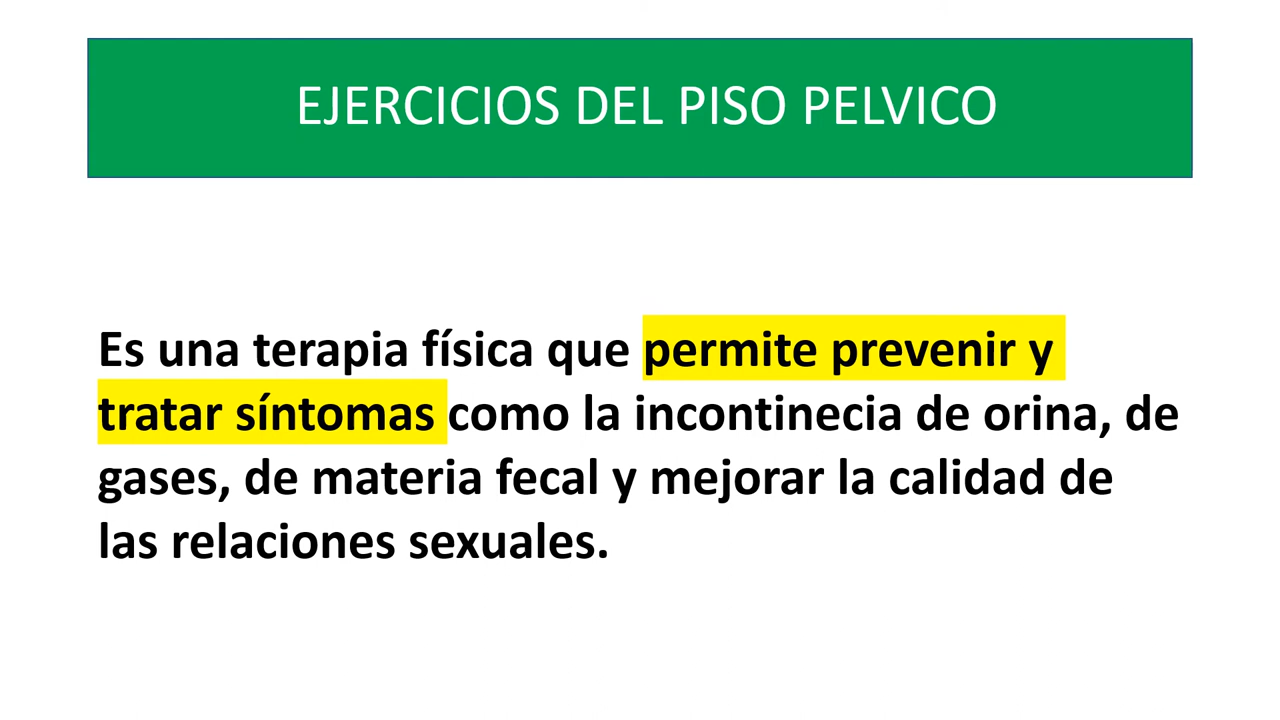 EJERCICIOS DEL PISO PELVICO
Es una terapia física que permite prevenir y
tratar síntomas como la incontinecia de orina, de
gases, de materia fecal y mejorar la calidad de
las relaciones sexuales.